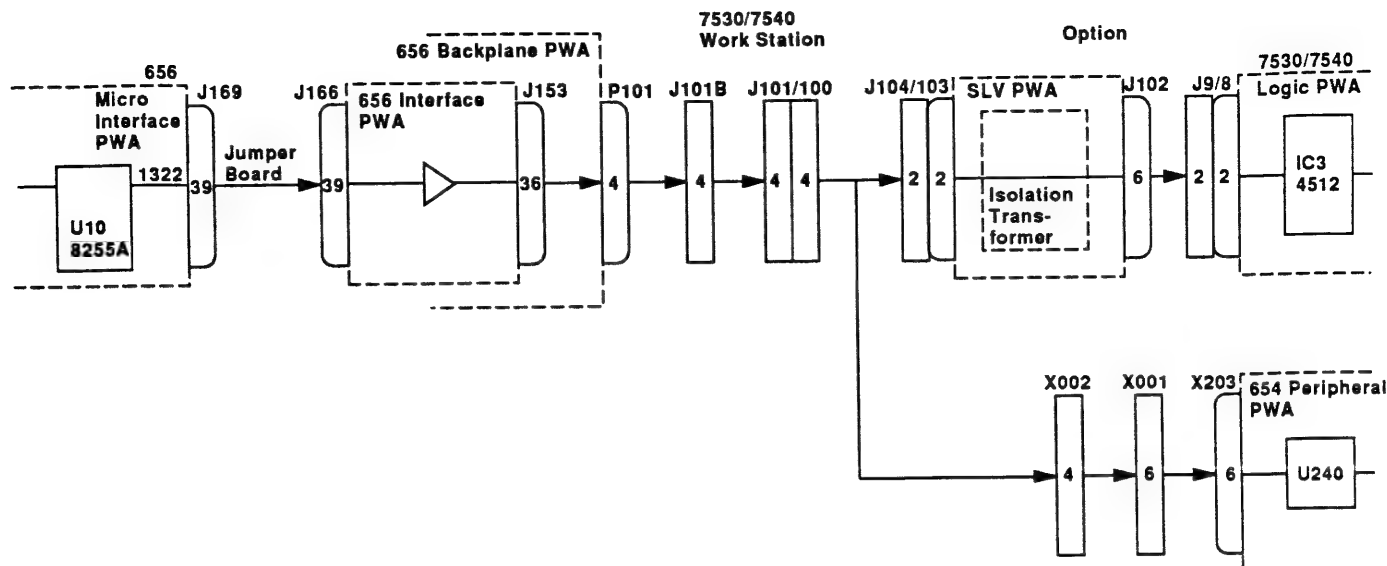 7530/7540
Work Station
Option
656 Backplane PWA
7530/7540
Logic PWA
656
J169
J166
J153
P101
J101B
J101/100
J104/103
SLV PWA
J102
J9/8
Micro
Interface
PWA
656 Interface
PWA
Jumper
Board
1322
39
39
36
4
4
4
4
2
2
6
2
2
U10
8255A
Isolation
Trans-
former
IC3
4512
X002
X001
X203
654 Peripheral
PWA
4
6
6
U240